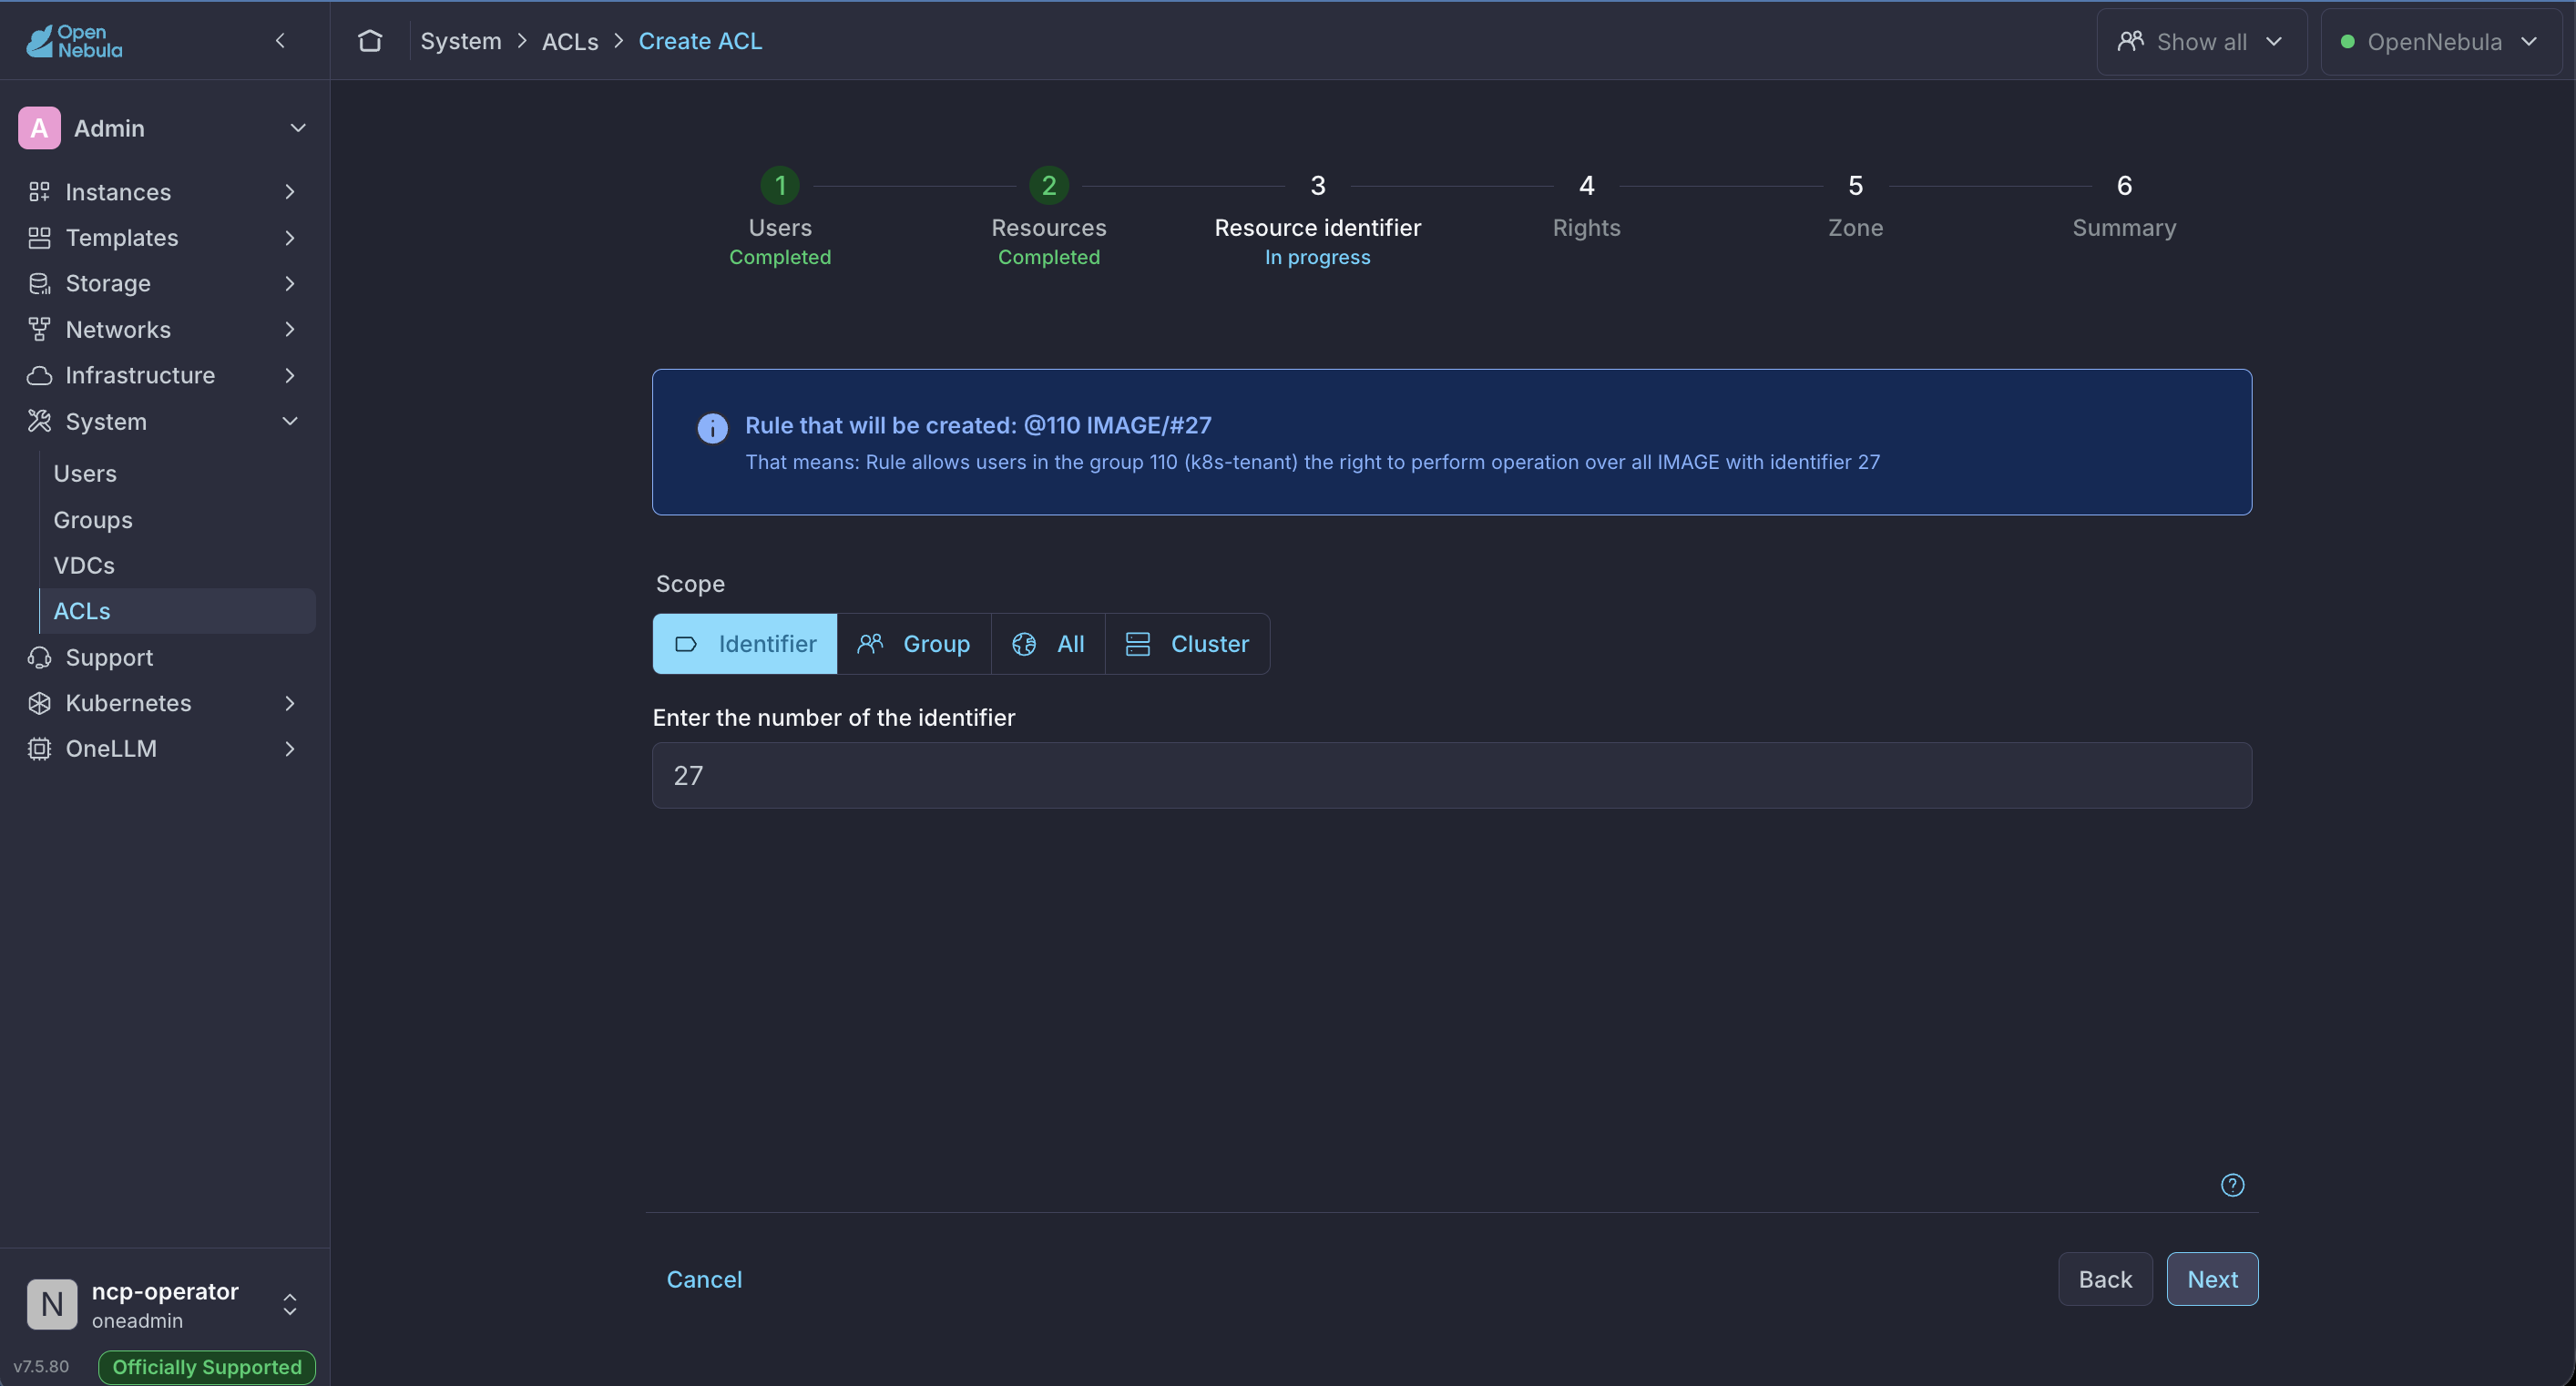 Open
Nebula
System > ACLs > Create ACL
Show all
OpenNebula
A Admin
Instances
Templates
Storage
Networks
Infrastructure
System
Users
Groups
VDCs
ACLs
Support
Kubernetes
OneLLM
1 2 3 4 5 6
Users Resources Resource identifier Rights Zone Summary
Completed Completed In progress
Rule that will be created: @110 IMAGE/#27
That means: Rule allows users in the group 110 (k8s-tenant) the right to perform operation over all IMAGE with identifier 27
Scope
Identifier Group All Cluster
Enter the number of the identifier
27
Cancel Back Next
N ncp-operator
oneadmin
v7.5.80 Officially Supported